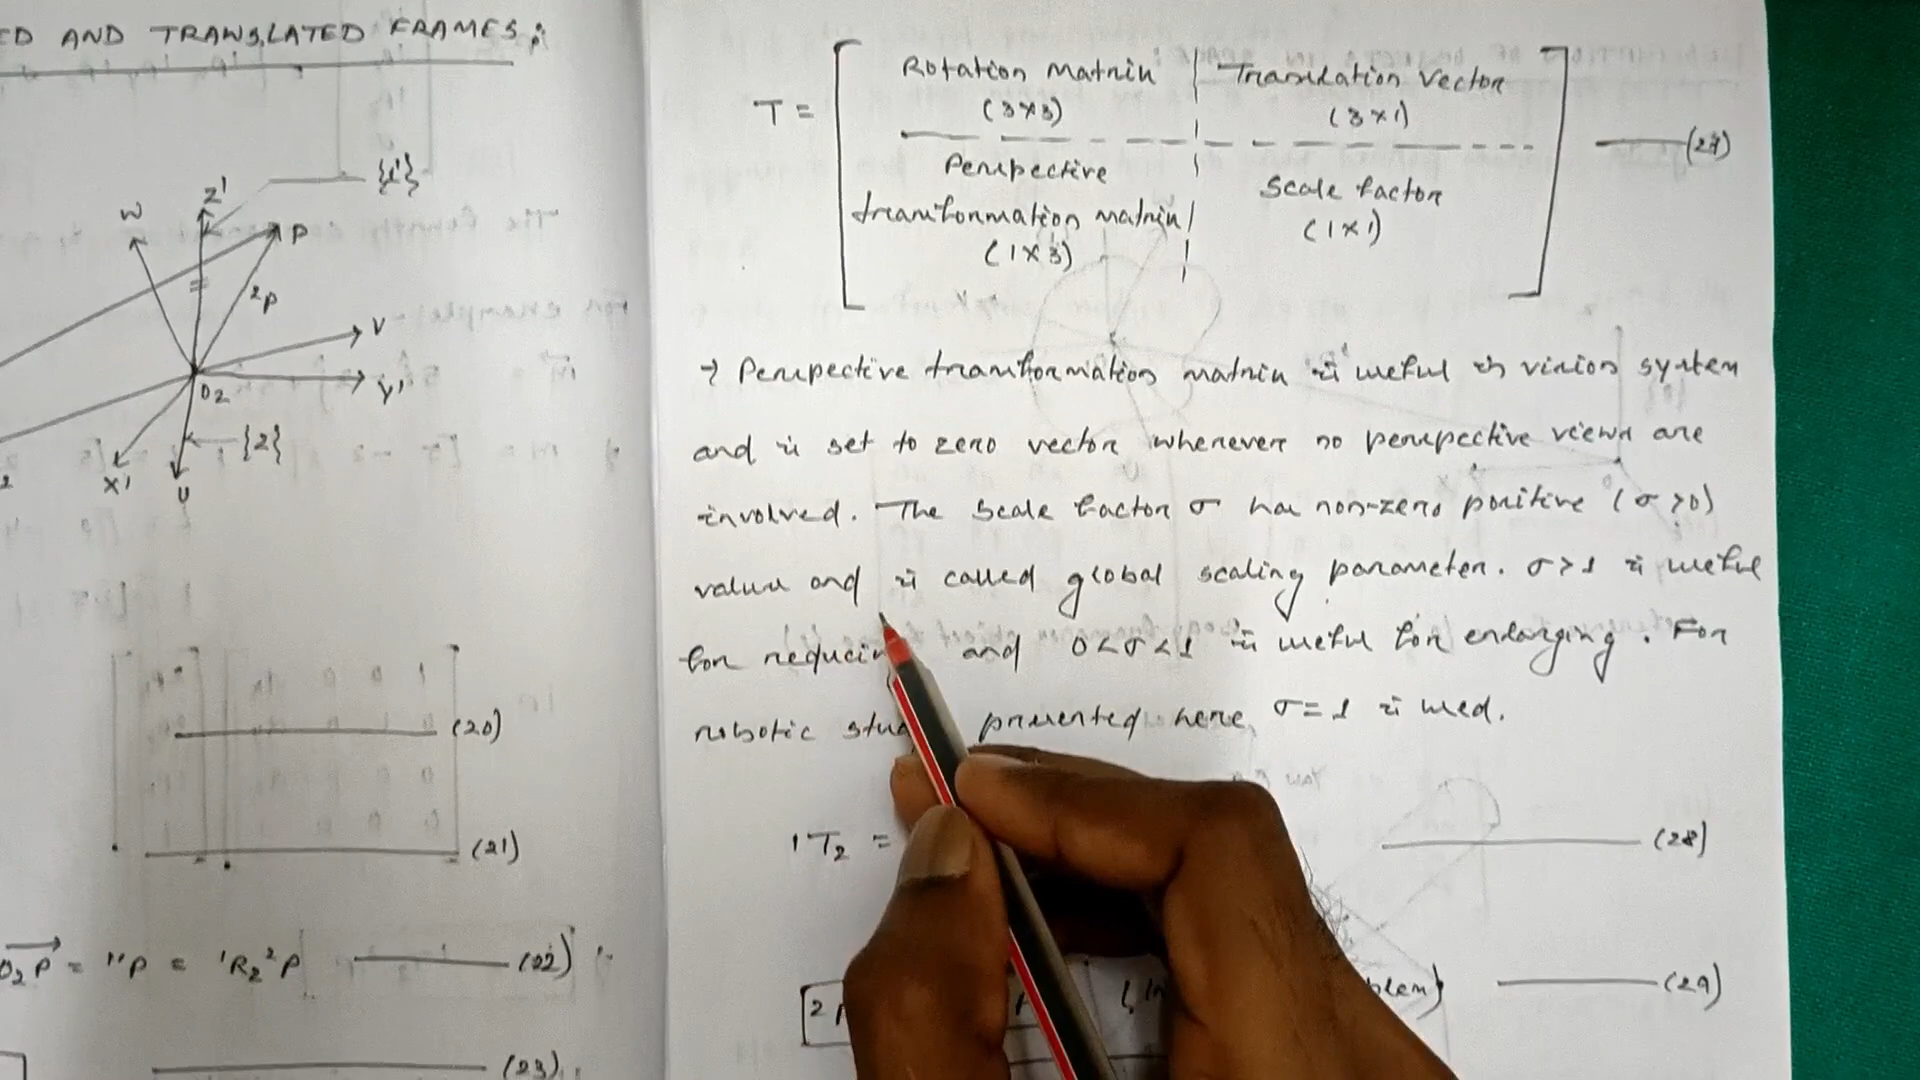 ED AND TRANSLATED FRAMES:
W
Z'
{1'}
P
²P
V
Y'
O2
{2}
X'
U
(20)
(21)
O₂P = ¹'P = ¹R₂ ²P (22)
(23)
T =
Rotation Matrix
(3×3)
Translation Vector
(3×1)
(27)
Perspective
transformation matrix
(1×3)
Scale factor
(1×1)
→ Perspective transformation matrix is useful in vision system
and is set to zero vector whenever no perspective views are
involved. The scale factor σ has non-zero positive (σ>0)
values and is called global scaling parameter. σ>1 is useful
for reducing and 0<σ<1 is useful for enlarging. For
robotic study presented here, σ=1 is used.
¹T₂ = (28)
(29)